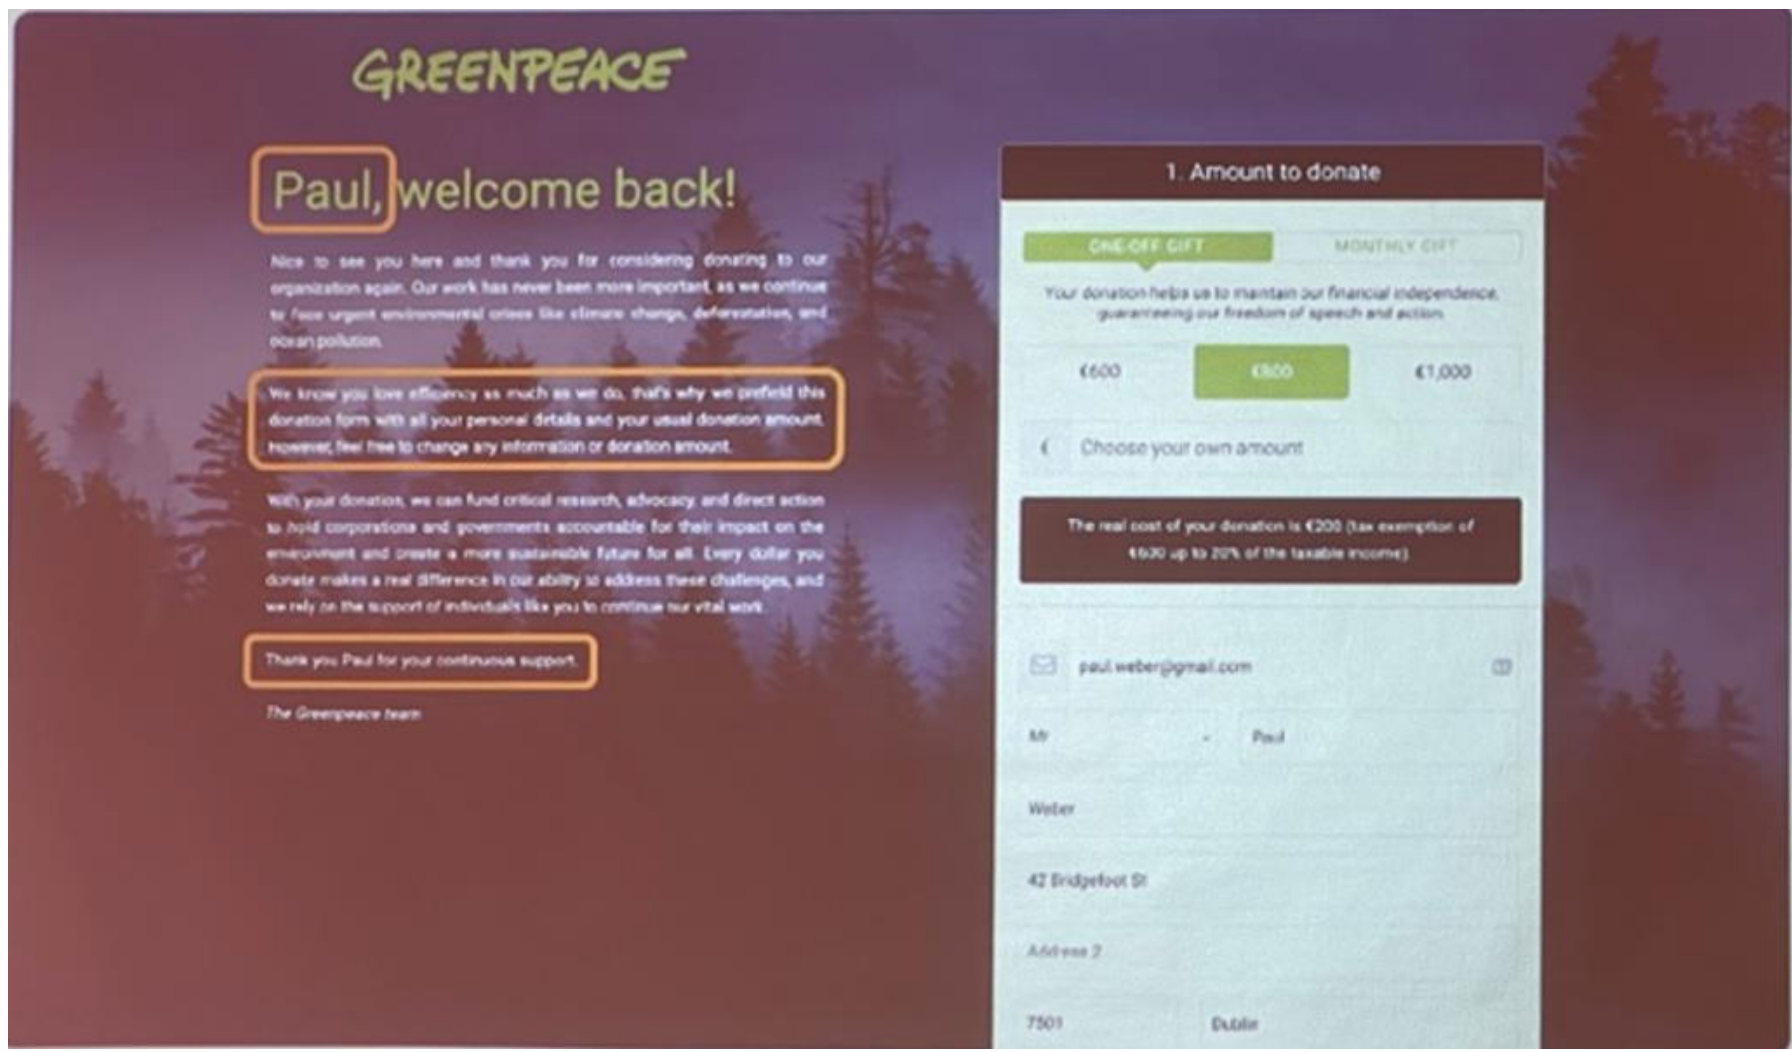 GREENPEACE
Paul, welcome back!
Nice to see you here and thank you for considering donating to our
organization again. Our work has never been more important, as we continue
to face urgent environmental crises like climate change, deforestation, and
ocean pollution.
We know you love efficiency as much as we do, that's why we prefield this
donation form with all your personal details and your usual donation amount.
However, feel free to change any information or donation amount.
With your donation, we can fund critical research, advocacy, and direct action
to hold corporations and governments accountable for their impact on the
environment and create a more sustainable future for all. Every dollar you
donate makes a real difference in our ability to address these challenges, and
we rely on the support of individuals like you to continue our vital work.
Thank you Paul for your continuous support.
The Greenpeace team
1. Amount to donate
ONE-OFF GIFT MONTHLY GIFT
Your donation helps us to maintain our financial independence,
guaranteeing our freedom of speech and action.
€600 €800 €1,000
€ Choose your own amount
The real cost of your donation is €200 (tax exemption of
up to 20% of the taxable income)
paul.weber@gmail.com
Mr Paul
Weber
42 Bridgefoot St
Address 2
7501 Dublin